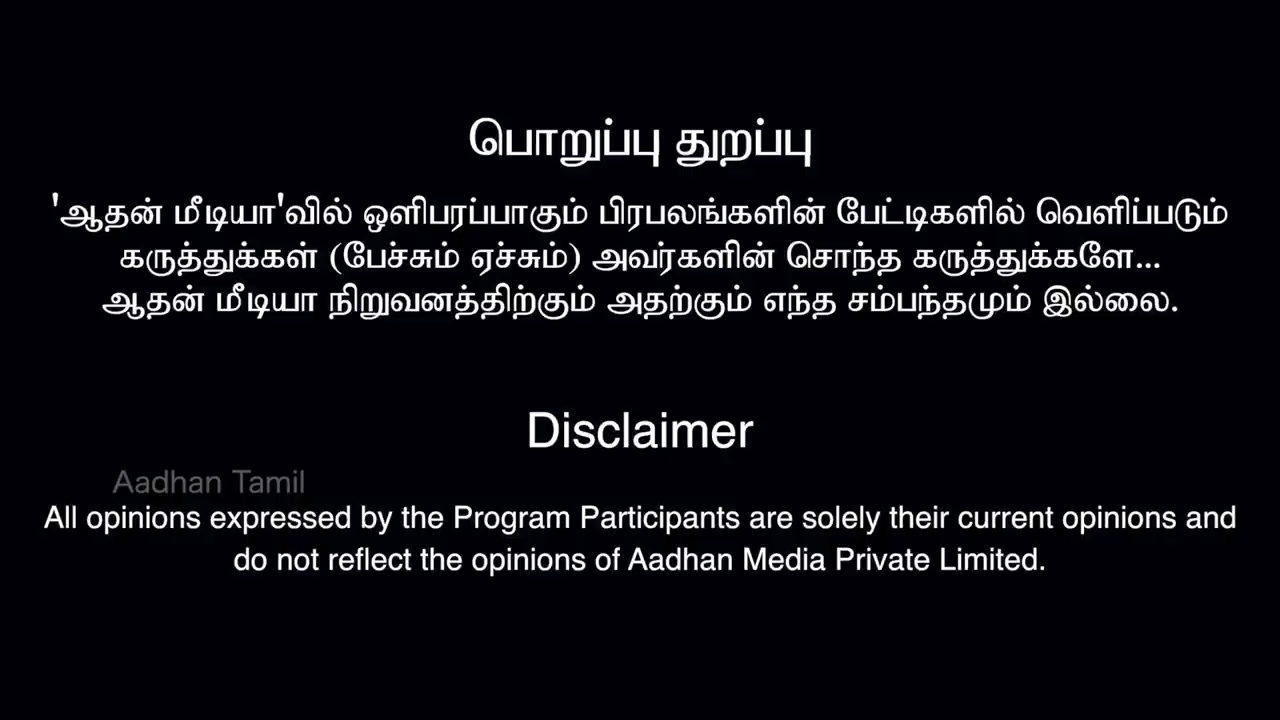 பொறுப்பு துறப்பு
'ஆதன் மீடியா'வில் ஒளிபரப்பாகும் பிரபலங்களின் பேட்டிகளில் வெளிப்படும்
கருத்துக்கள் (பேச்சும் ஏச்சும்) அவர்களின் சொந்த கருத்துக்களே...
ஆதன் மீடியா நிறுவனத்திற்கும் அதற்கும் எந்த சம்பந்தமும் இல்லை.
Disclaimer
Aadhan Tamil
All opinions expressed by the Program Participants are solely their current opinions and
do not reflect the opinions of Aadhan Media Private Limited.